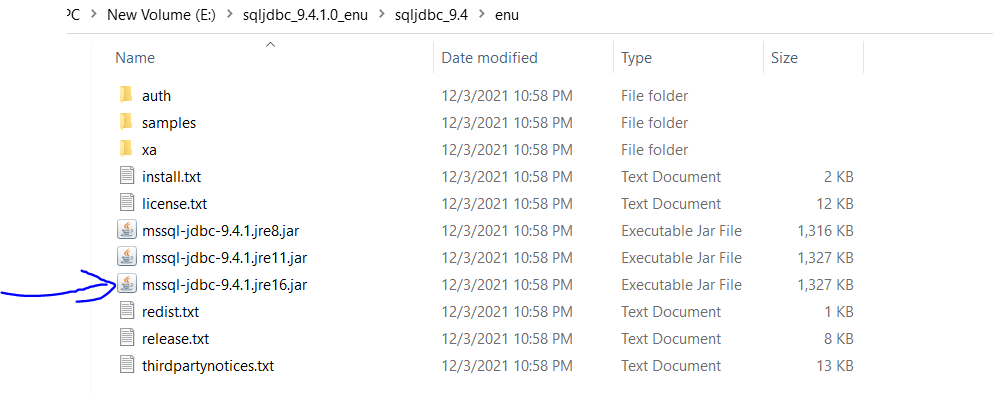 PC > New Volume (E:) > sqljdbc_9.4.1.0_enu > sqljdbc_9.4 > enu
Name Date modified Type Size
auth 12/3/2021 10:58 PM File folder
samples 12/3/2021 10:58 PM File folder
xa 12/3/2021 10:58 PM File folder
install.txt 12/3/2021 10:58 PM Text Document 2 KB
license.txt 12/3/2021 10:58 PM Text Document 12 KB
mssql-jdbc-9.4.1.jre8.jar 12/3/2021 10:58 PM Executable Jar File 1,316 KB
mssql-jdbc-9.4.1.jre11.jar 12/3/2021 10:58 PM Executable Jar File 1,327 KB
mssql-jdbc-9.4.1.jre16.jar 12/3/2021 10:58 PM Executable Jar File 1,327 KB
redist.txt 12/3/2021 10:58 PM Text Document 1 KB
release.txt 12/3/2021 10:58 PM Text Document 8 KB
thirdpartynotices.txt 12/3/2021 10:58 PM Text Document 13 KB